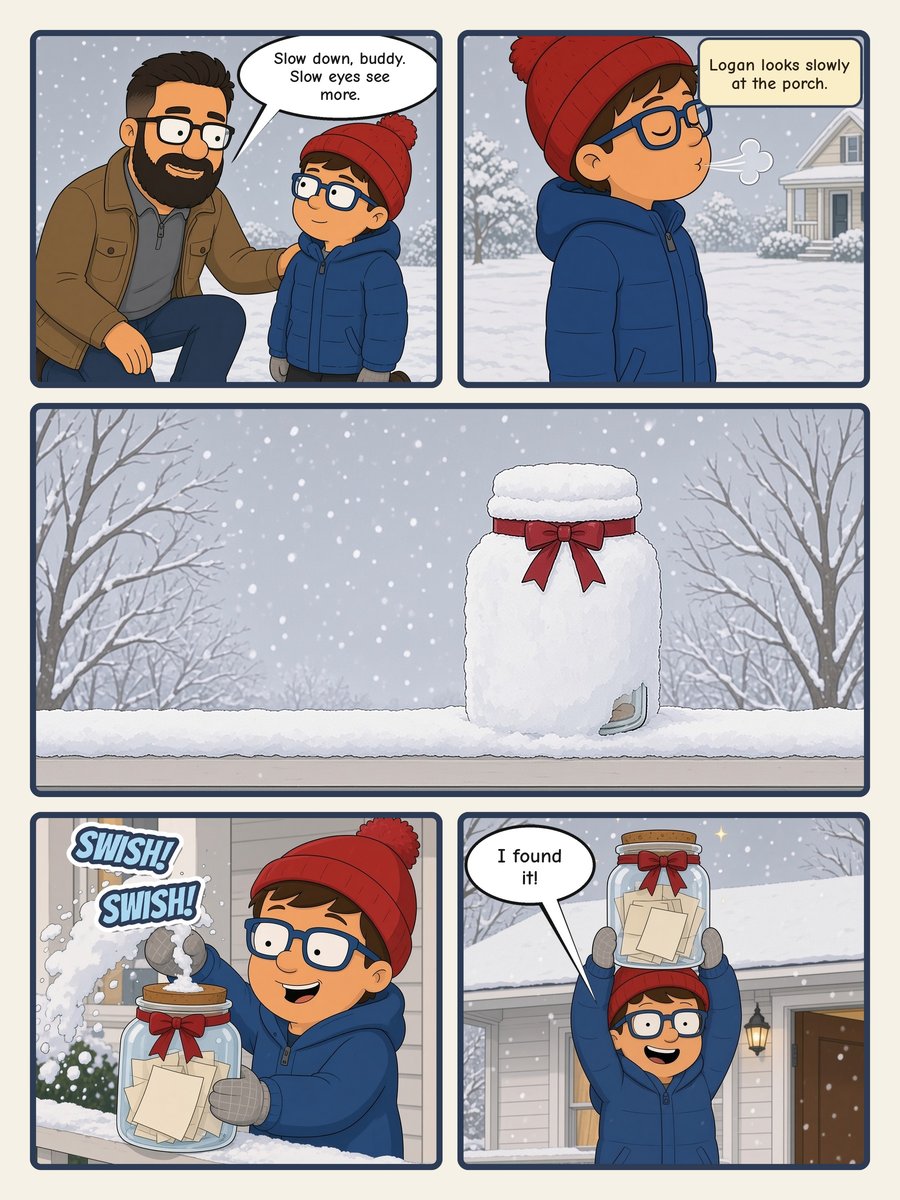 Slow down, buddy.
Slow eyes see
more.
Logan looks slowly
at the porch.
SWISH!
SWISH!
I found
it!